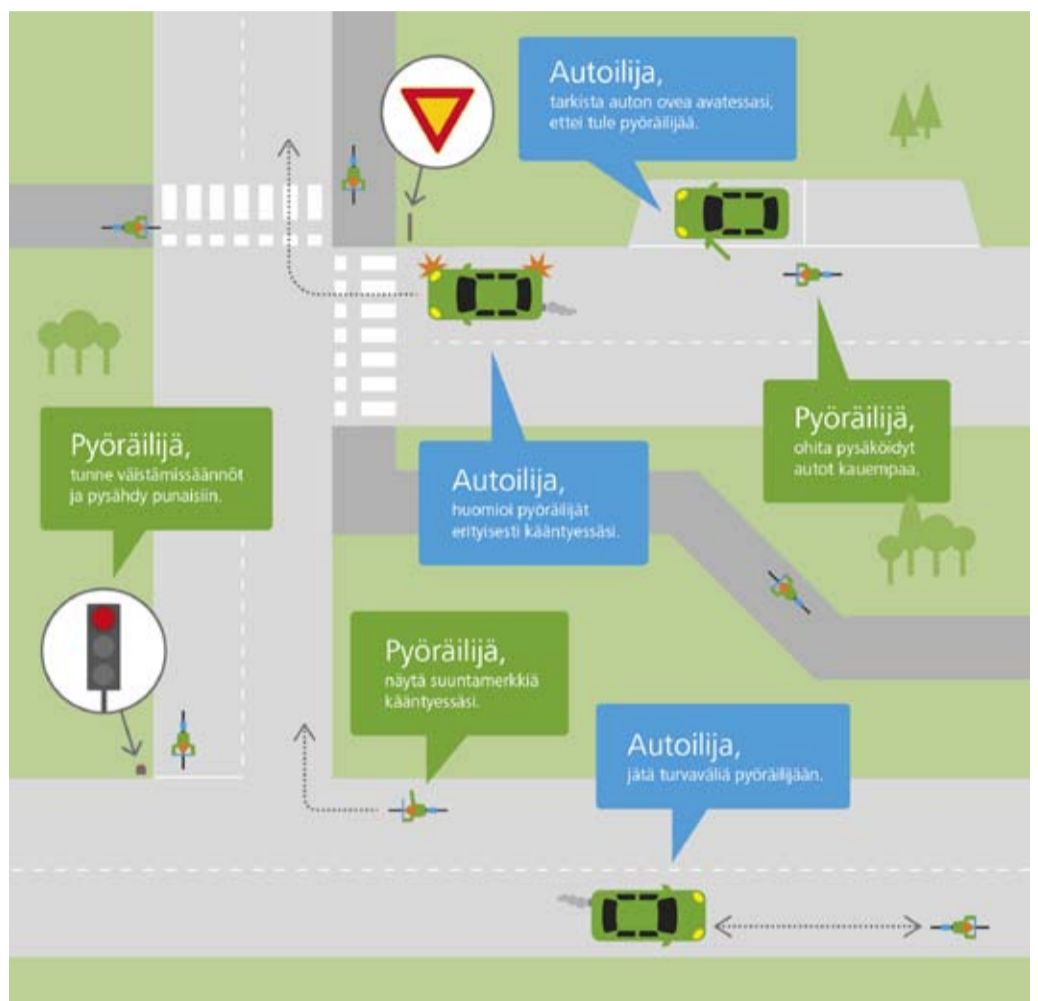 Autoilija,
tarkista auton ovea avatessasi,
ettei tule pyöräilijää.
Pyöräilijä,
ohita pysäköidyt
autot kauempaa.
Pyöräilijä,
tunne väistämissäännöt
ja pysähdy punaisiin.
Autoilija,
huomioi pyöräilijät
erityisesti kääntyessäsi.
Pyöräilijä,
näytä suuntamerkkiä
kääntyessäsi.
Autoilija,
jätä turvaväliä pyöräilijään.